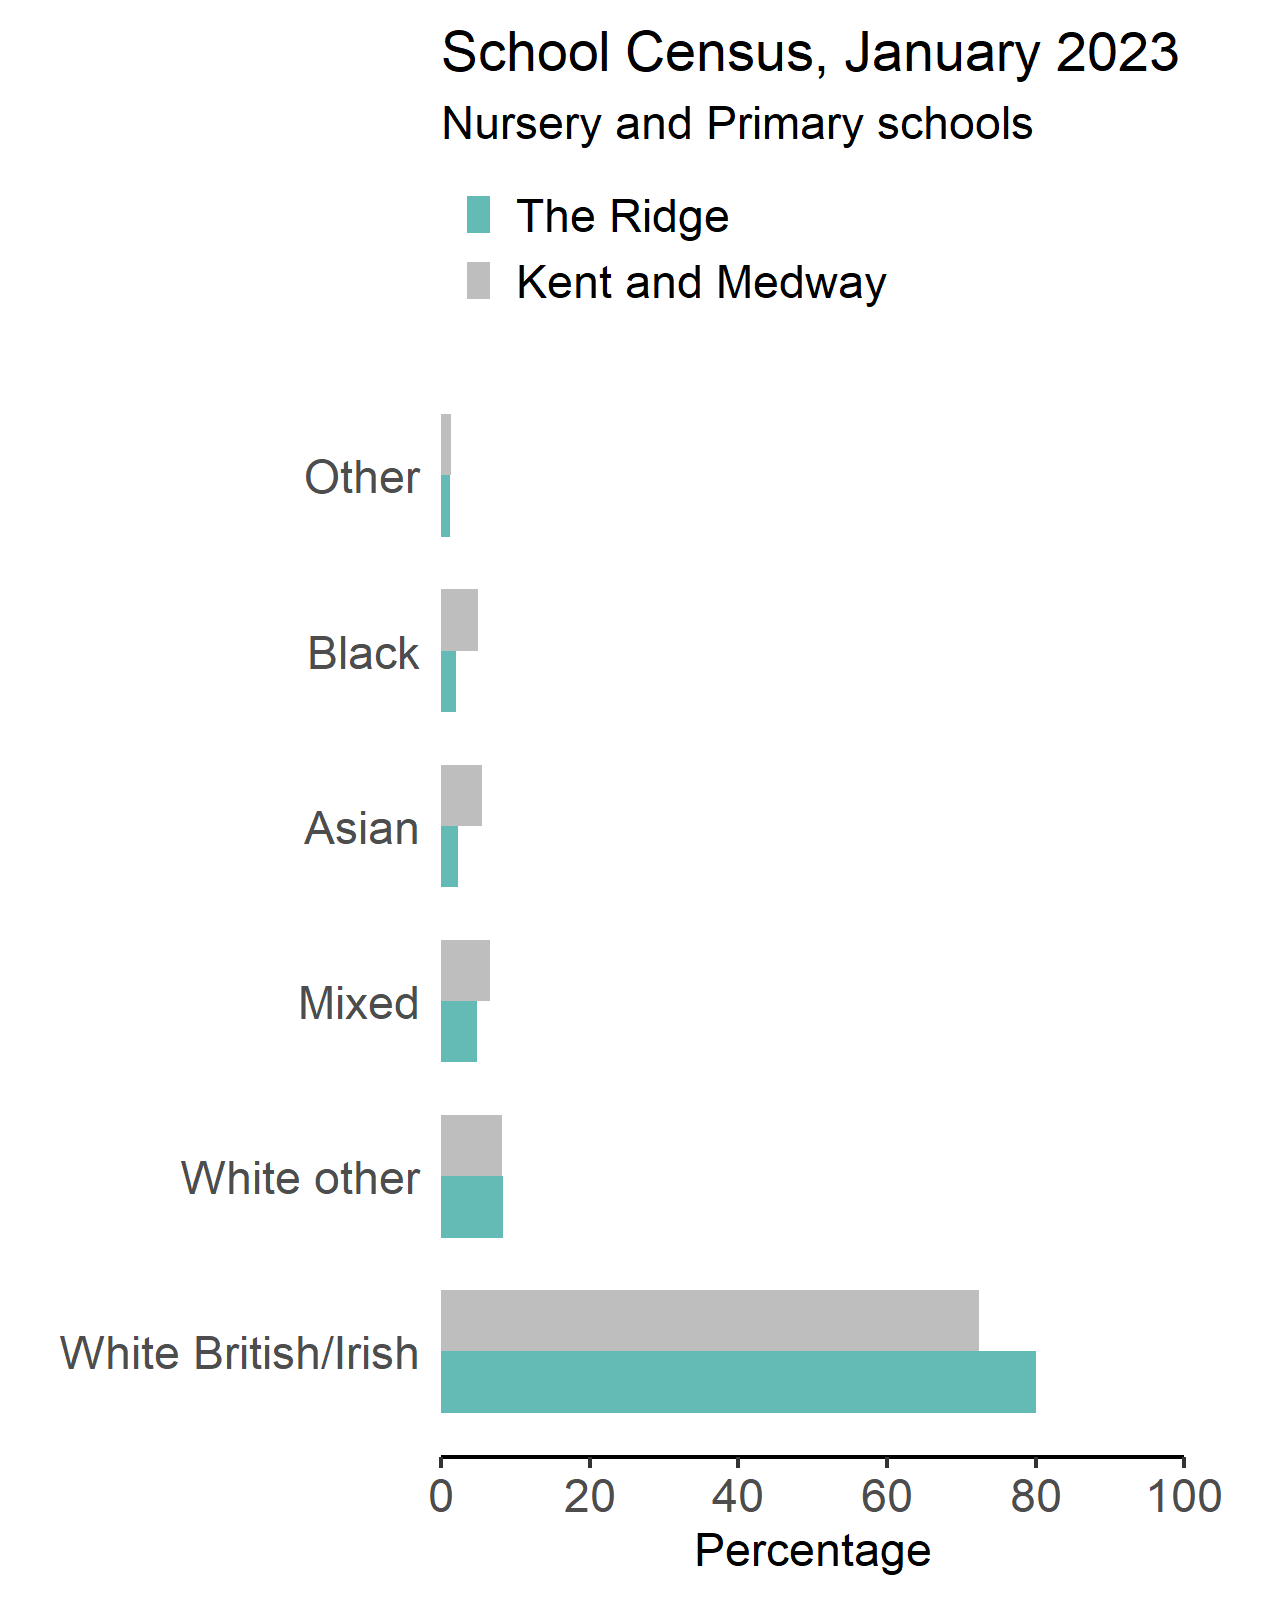 School Census, January 2023
Nursery and Primary schools
The Ridge
Kent and Medway
Other
Black
Asian
Mixed
White other
White British/Irish
0 20 40 60 80 100
Percentage